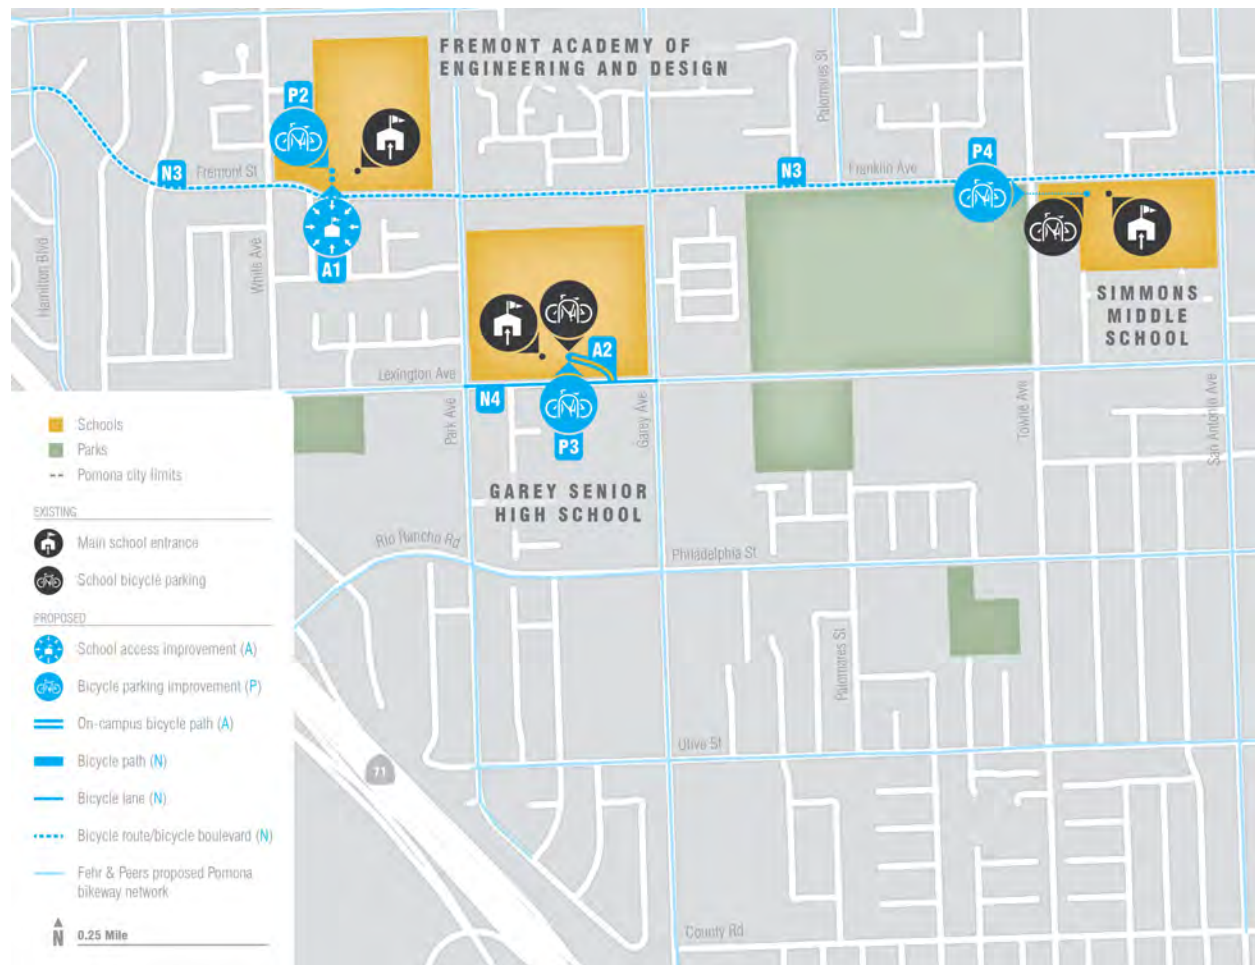 FREMONT ACADEMY OF
ENGINEERING AND DESIGN
Palomares St
P2
P4
N3
Fremont St
N3
Franklin Ave
A1
Hamilton Blvd
White Ave
SIMMONS
MIDDLE
SCHOOL
A2
Lexington Ave
N4
P3
Park Ave
Garey Ave
Towne Ave
San Antonio Ave
GAREY SENIOR
HIGH SCHOOL
Rio Rancho Rd
Philadelphia St
Palomares St
Olive St
71
County Rd
Schools
Parks
Pomona city limits
EXISTING
Main school entrance
School bicycle parking
PROPOSED
School access improvement (A)
Bicycle parking improvement (P)
On-campus bicycle path (A)
Bicycle path (N)
Bicycle lane (N)
Bicycle route/bicycle boulevard (N)
Fehr & Peers proposed Pomona
bikeway network
N
0.25 Mile